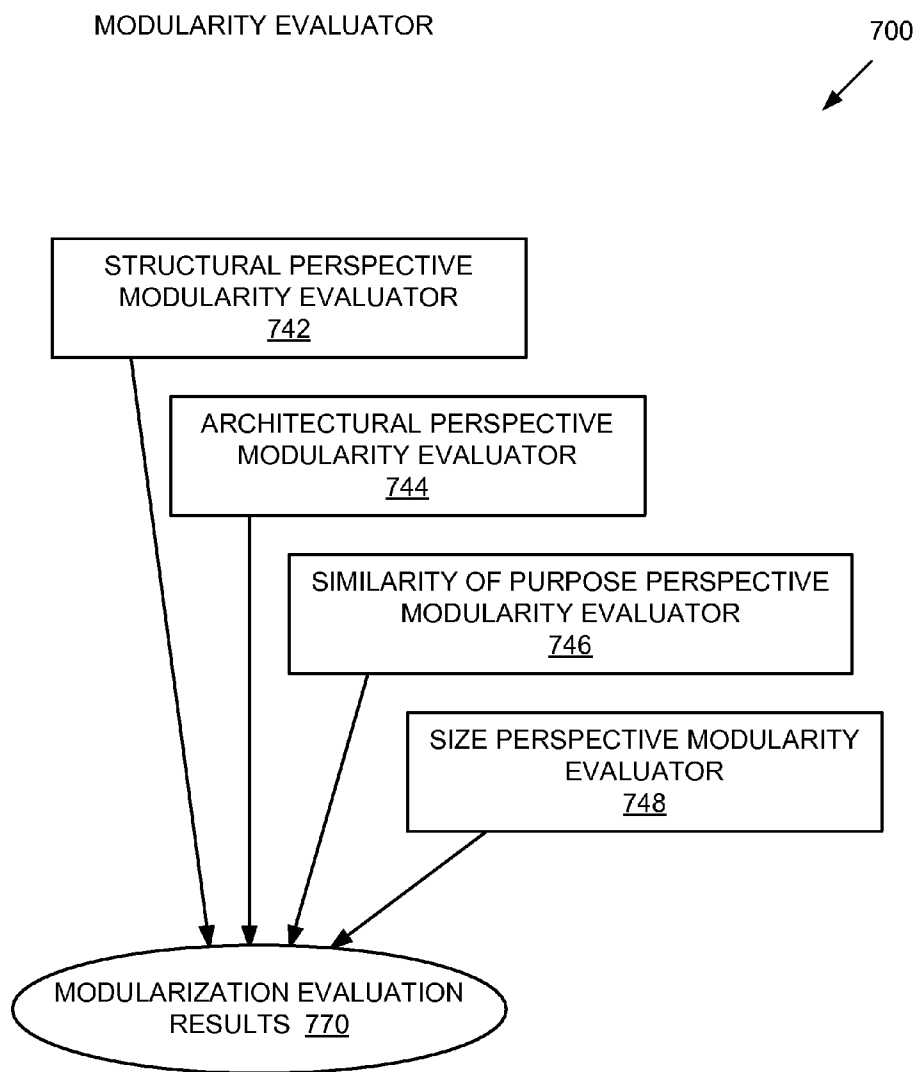 MODULARITY EVALUATOR
700
STRUCTURAL PERSPECTIVE
MODULARITY EVALUATOR
742
ARCHITECTURAL PERSPECTIVE
MODULARITY EVALUATOR
744
SIMILARITY OF PURPOSE PERSPECTIVE
MODULARITY EVALUATOR
746
SIZE PERSPECTIVE MODULARITY
EVALUATOR
748
MODULARIZATION EVALUATION
RESULTS 770